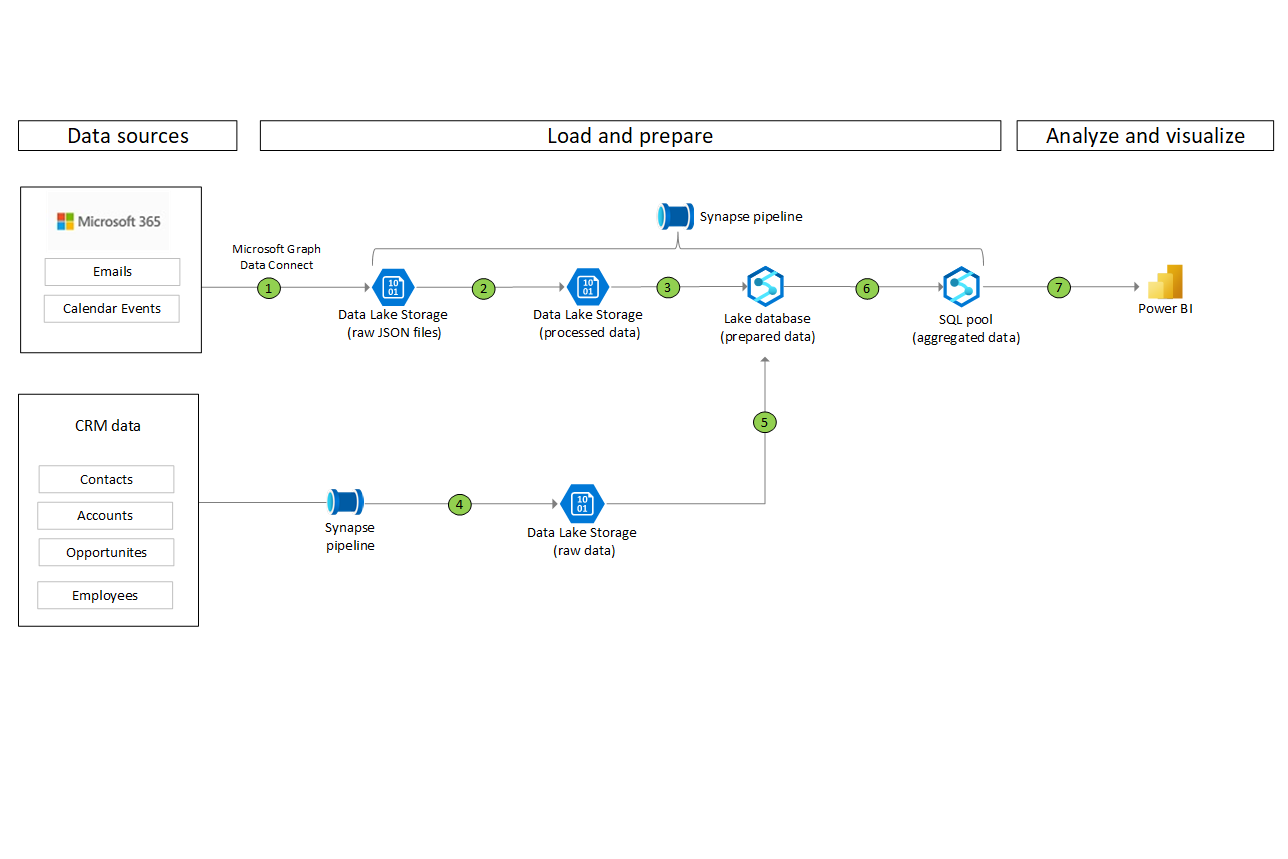 Data sources
Load and prepare
Analyze and visualize
Microsoft 365
Emails
Calendar Events
Microsoft Graph
Data Connect
1
10
01
Data Lake Storage
(raw JSON files)
2
10
01
Data Lake Storage
(processed data)
3
Synapse pipeline
Lake database
(prepared data)
6
SQL pool
(aggregated data)
7
Power BI
CRM data
Contacts
Accounts
Opportunites
Employees
Synapse
pipeline
4
10
01
Data Lake Storage
(raw data)
5